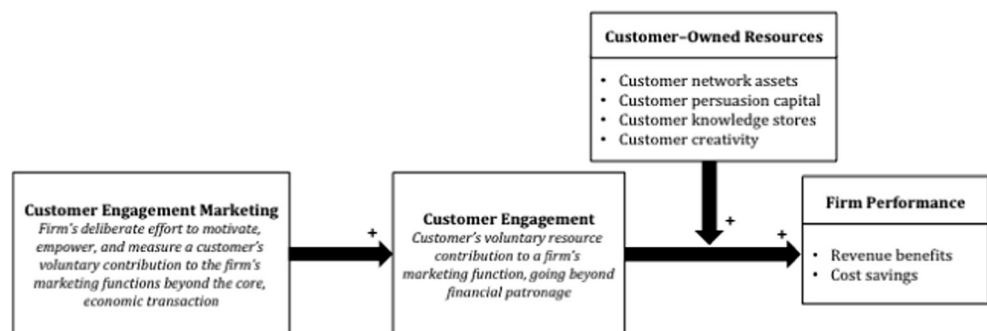 Customer–Owned Resources
• Customer network assets
• Customer persuasion capital
• Customer knowledge stores
• Customer creativity
Customer Engagement Marketing
Firm's deliberate effort to motivate,
empower, and measure a customer's
voluntary contribution to the firm's
marketing functions beyond the core,
economic transaction
+
Customer Engagement
Customer's voluntary resource
contribution to a firm's
marketing function, going beyond
financial patronage
+
+
Firm Performance
• Revenue benefits
• Cost savings